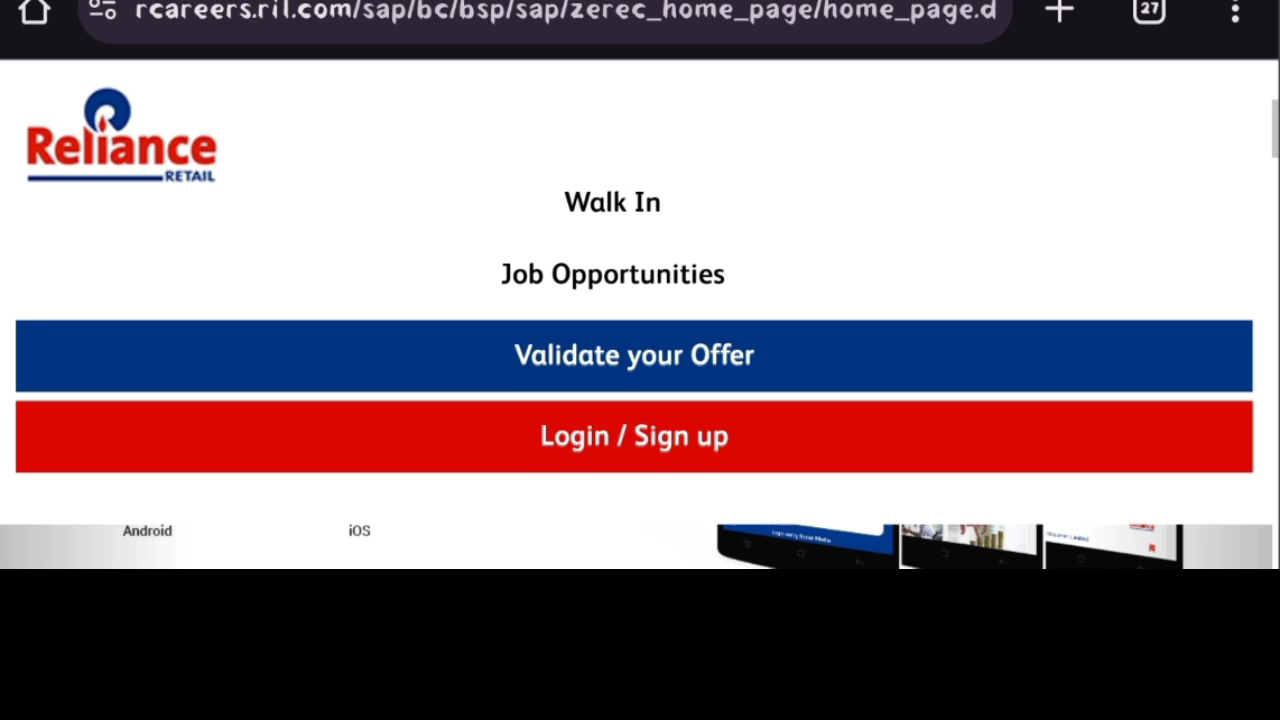 rcareers.ril.com/sap/bc/bsp/sap/zerec_home_page/home_page.d
27
Reliance
RETAIL
Walk In
Job Opportunities
Validate your Offer
Login / Sign up
Android
iOS